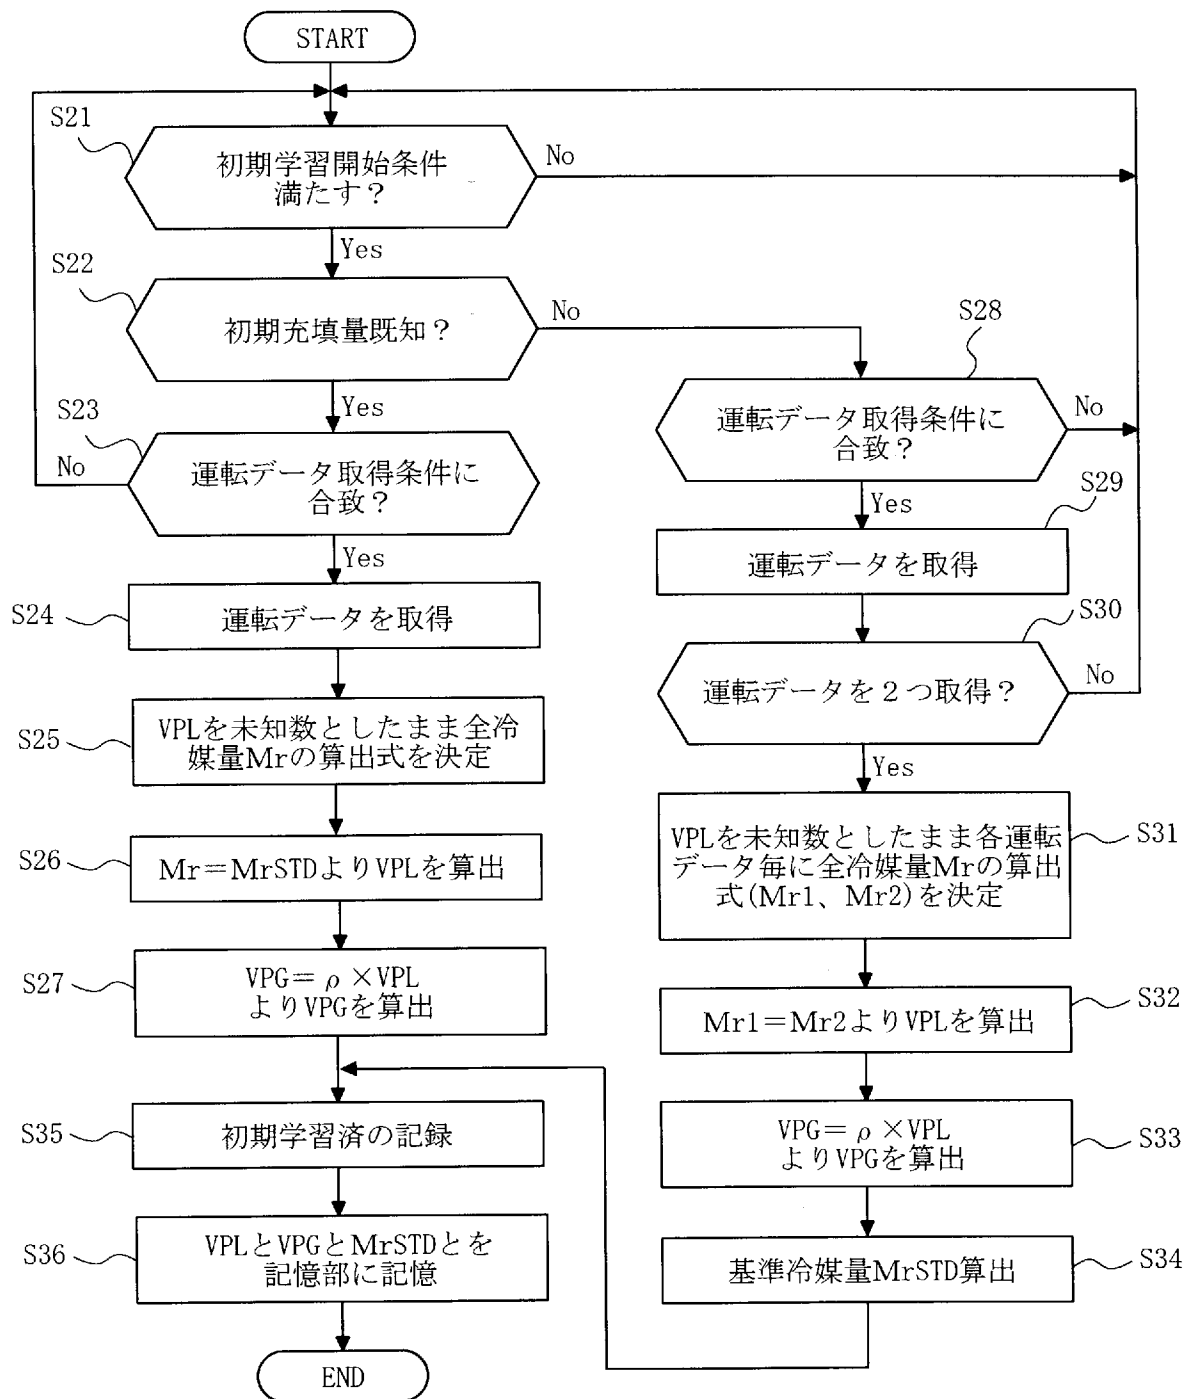 START
S21
初期学習開始条件
満たす？
No
Yes
S22
初期充填量既知？
No
Yes
S23
運転データ取得条件に
合致？
No
Yes
S24
運転データを取得
S25
VPLを未知数としたまま全冷
媒量Mrの算出式を決定
S26
Mr＝MrSTDよりVPLを算出
S27
VPG＝ρ×VPL
よりVPGを算出
S28
運転データ取得条件に
合致？
No
Yes
S29
運転データを取得
S30
運転データを２つ取得？
No
Yes
S31
VPLを未知数としたまま各運転
データ毎に全冷媒量Mrの算出
式(Mr1、Mr2)を決定
S32
Mr1＝Mr2よりVPLを算出
S33
VPG＝ρ×VPL
よりVPGを算出
S34
基準冷媒量MrSTD算出
S35
初期学習済の記録
S36
VPLとVPGとMrSTDとを
記憶部に記憶
END